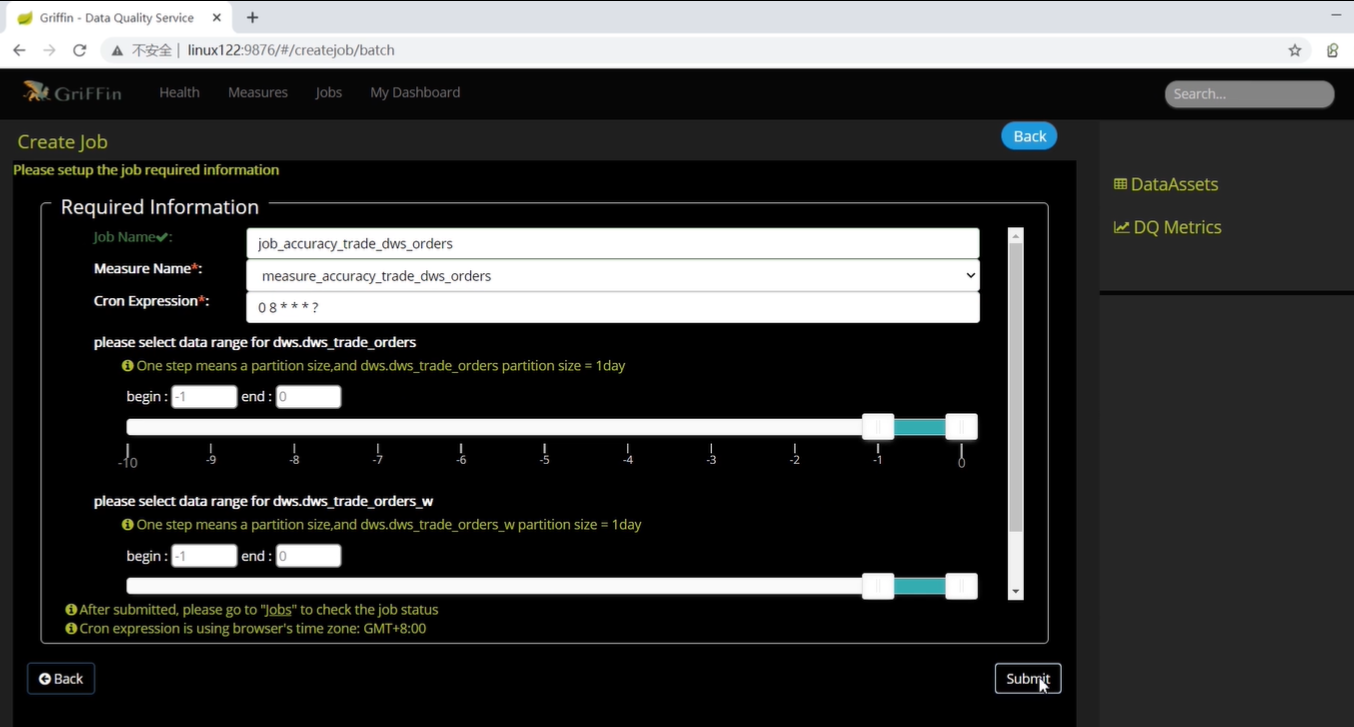 Griffin - Data Quality Service
不安全 | linux122:9876/#/createjob/batch
GriFFin Health Measures Jobs My Dashboard Search...
Create Job Back
Please setup the job required information
DataAssets
DQ Metrics
Required Information
Job Name: job_accuracy_trade_dws_orders
Measure Name*: measure_accuracy_trade_dws_orders
Cron Expression*: 0 8 * * * ?
please select data range for dws.dws_trade_orders
One step means a partition size,and dws.dws_trade_orders partition size = 1day
begin : -1 end : 0
-10 -9 -8 -7 -6 -5 -4 -3 -2 -1 0
please select data range for dws.dws_trade_orders_w
One step means a partition size,and dws.dws_trade_orders_w partition size = 1day
begin : -1 end : 0
After submitted, please go to "Jobs" to check the job status
Cron expression is using browser's time zone: GMT+8:00
Back Submit